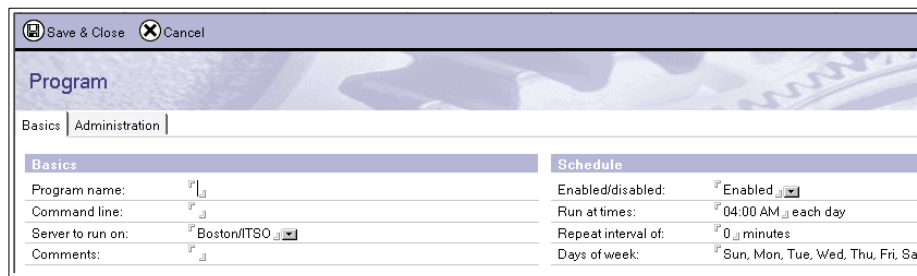 Save & Close Cancel
Program
Basics Administration
Basics
Program name:
Command line:
Server to run on: Boston/ITSO
Comments:
Schedule
Enabled/disabled: Enabled
Run at times: 04:00 AM each day
Repeat interval of: 0 minutes
Days of week: Sun, Mon, Tue, Wed, Thu, Fri, Sa